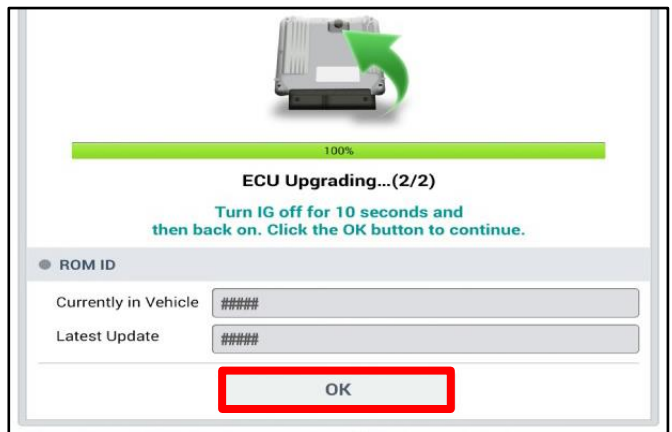 100%
ECU Upgrading...(2/2)
Turn IG off for 10 seconds and
then back on. Click the OK button to continue.
ROM ID
Currently in Vehicle #####
Latest Update #####
OK